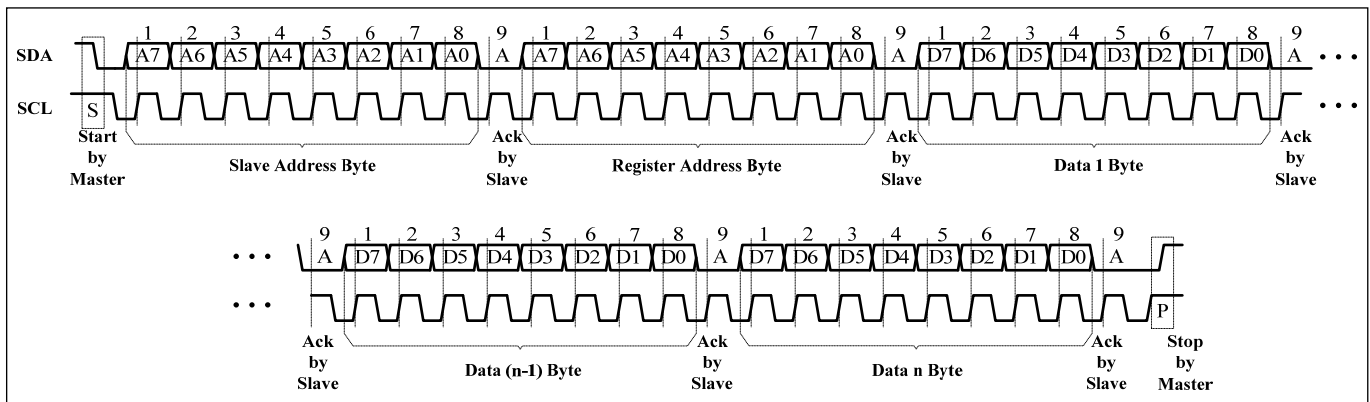 1 2 3 4 5 6 7 8 9 1 2 3 4 5 6 7 8 9 1 2 3 4 5 6 7 8 9
SDA A7 A6 A5 A4 A3 A2 A1 A0 A A7 A6 A5 A4 A3 A2 A1 A0 A D7 D6 D5 D4 D3 D2 D1 D0 A • • •
SCL S • • •
Start by Master
Slave Address Byte
Ack by Slave
Register Address Byte
Ack by Slave
Data 1 Byte
Ack by Slave
9 1 2 3 4 5 6 7 8 9 1 2 3 4 5 6 7 8 9
• • • A D7 D6 D5 D4 D3 D2 D1 D0 A D7 D6 D5 D4 D3 D2 D1 D0 A
• • • P
Ack by Slave
Data (n-1) Byte
Ack by Slave
Data n Byte
Ack by Slave
Stop by Master